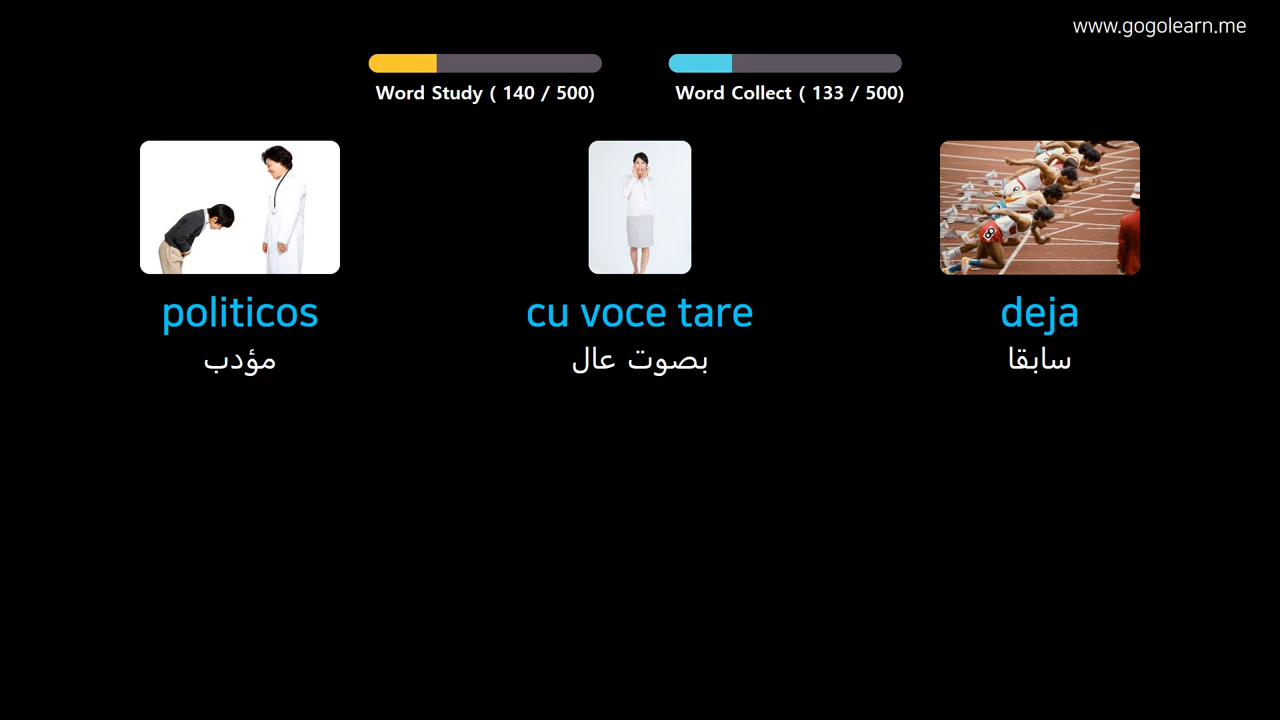 www.gogolearn.me
Word Study ( 140 / 500)
Word Collect ( 133 / 500)
politicos
مؤدب
cu voce tare
بصوت عال
deja
سابقا